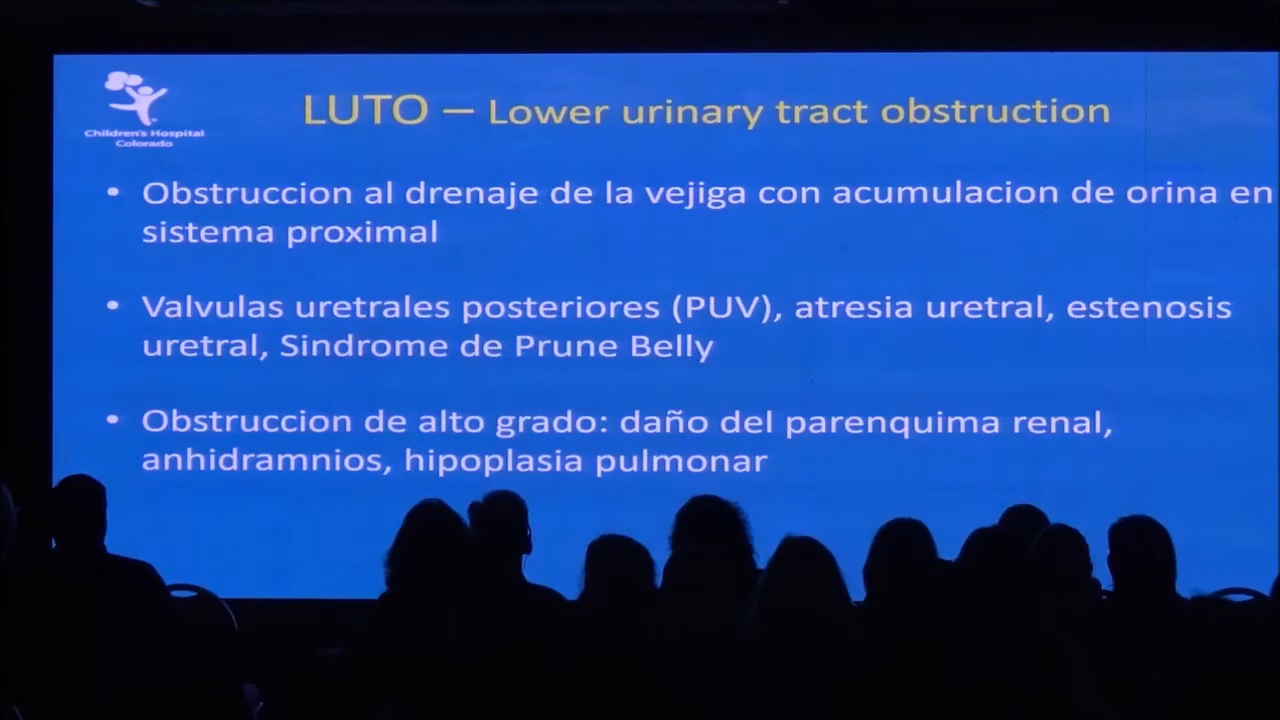 Children's Hospital
Colorado
LUTO – Lower urinary tract obstruction
• Obstruccion al drenaje de la vejiga con acumulacion de orina en
sistema proximal
• Valvulas uretrales posteriores (PUV), atresia uretral, estenosis
uretral, Sindrome de Prune Belly
• Obstruccion de alto grado: daño del parenquima renal,
anhidramnios, hipoplasia pulmonar